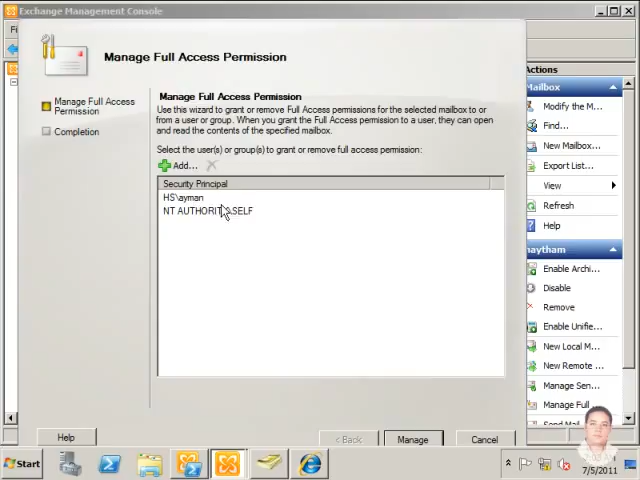 Exchange Management Console
Fi
Manage Full Access Permission
Actions
Manage Full Access Permission
Completion
Manage Full Access Permission
Use this wizard to grant or remove Full Access permissions for the selected mailbox to or
from a user or group. When you grant the Full Access permission to a user, they can open
and read the contents of the specified mailbox.
Select the user(s) or group(s) to grant or remove full access permission:
Add...
Security Principal
HS\ayman
NT AUTHORIT SELF
Help
< Back
Manage
Cancel
Mailbox
Modify the M...
Find...
New Mailbox...
Export List...
View
Refresh
Help
haytham
Enable Archi...
Disable
Remove
Enable Unifie...
New Local M...
New Remote ...
Manage Sen...
Manage Full ...
Send Mail
Start
7/5/2011